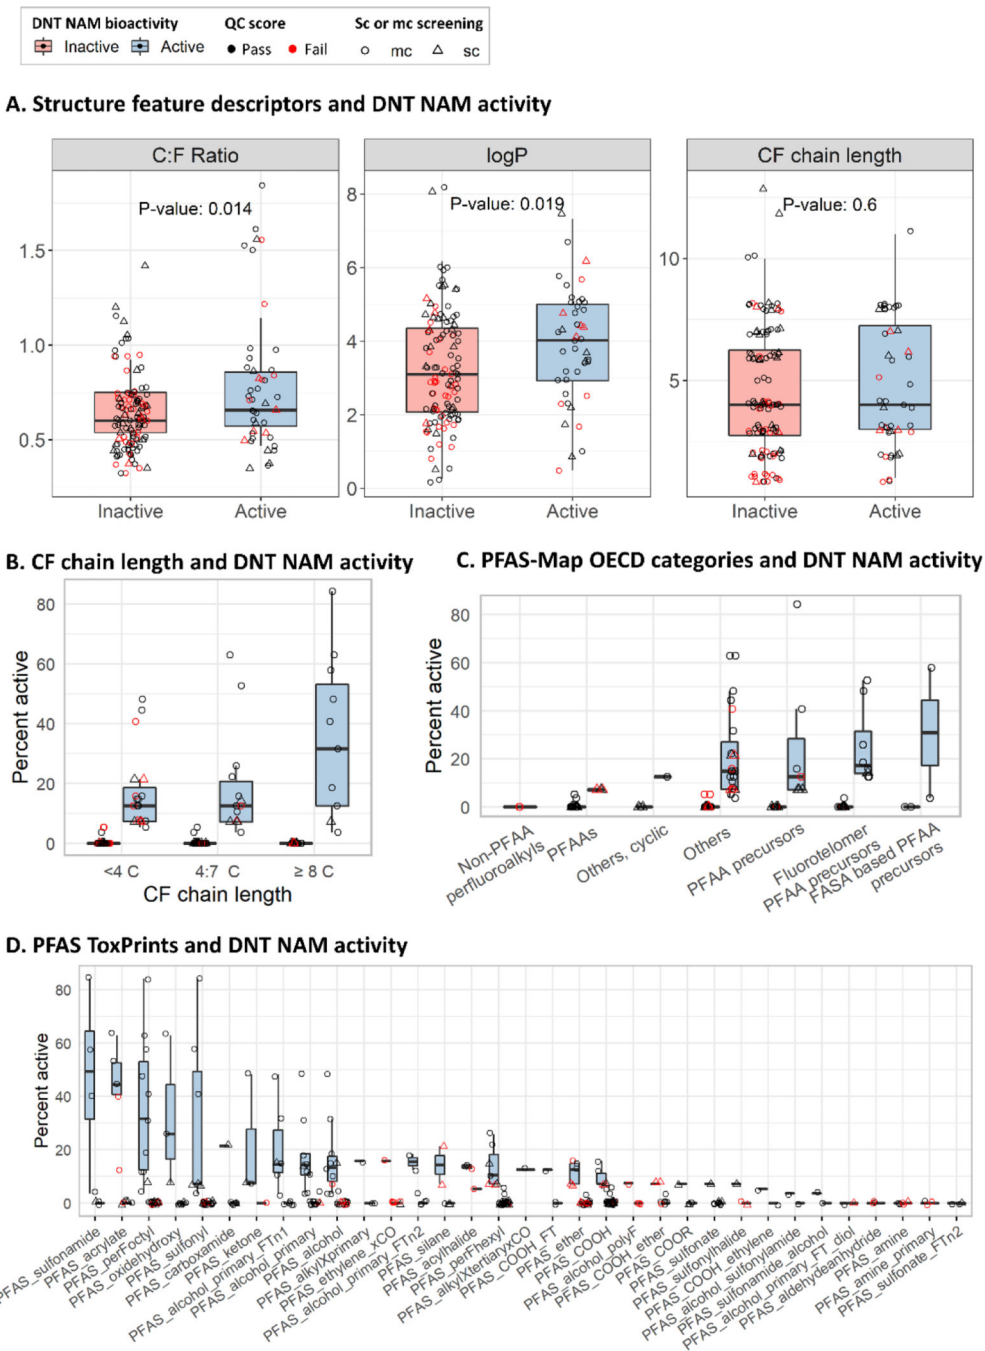 DNT NAM bioactivity QC score Sc or mc screening
Inactive Active Pass Fail mc sc
A. Structure feature descriptors and DNT NAM activity
C:F Ratio logP CF chain length
P-value: 0.014 P-value: 0.019 P-value: 0.6
1.5
1.0
0.5
8
6
4
2
0
10
5
Inactive Active Inactive Active Inactive Active
B. CF chain length and DNT NAM activity
Percent active
80
60
40
20
0
<4 C 4:7 C ≥ 8 C
CF chain length
C. PFAS-Map OECD categories and DNT NAM activity
Percent active
80
60
40
20
0
Non-PFAA perfluoroalkyls
PFAAs
Others, cyclic
Others
PFAA precursors
Fluorotelomer PFAA precursors
FASA based PFAA precursors
D. PFAS ToxPrints and DNT NAM activity
Percent active
80
60
40
20
0
PFAS_sulfonamide
PFAS_acrylate
PFAS_perFoctyl
PFAS_oxidehydroxy
PFAS_sulfonyl
PFAS_carboxamide
PFAS_ketone
PFAS_alcohol_primary_FTn1
PFAS_alcohol_primary
PFAS_alcohol
PFAS_alkylXprimary
PFAS_ethylerine_XCO
PFAS_alcohol_primary_FTn2
PFAS_silane
PFAS_acylhalide
PFAS_perFhexyl
PFAS_alkylXtertiaryXCO
PFAS_COOH_FT
PFAS_ether
PFAS_COOH
PFAS_alcohol_polyF
PFAS_COOH_ether
PFAS_COOR
PFAS_sulfonate
PFAS_sulfonylhalide
PFAS_COOH_ethylene
PFAS_alcohol_sulfonylamide
PFAS_sulfonamide_alcohol
PFAS_alcohol_primary_FT_diol
PFAS_aldehydeanihydride
PFAS_amine
PFAS_amine_primary
PFAS_sulfonate_FTn2